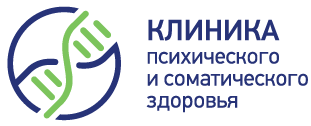 КЛИНИКА
психического
и соматического
здоровья